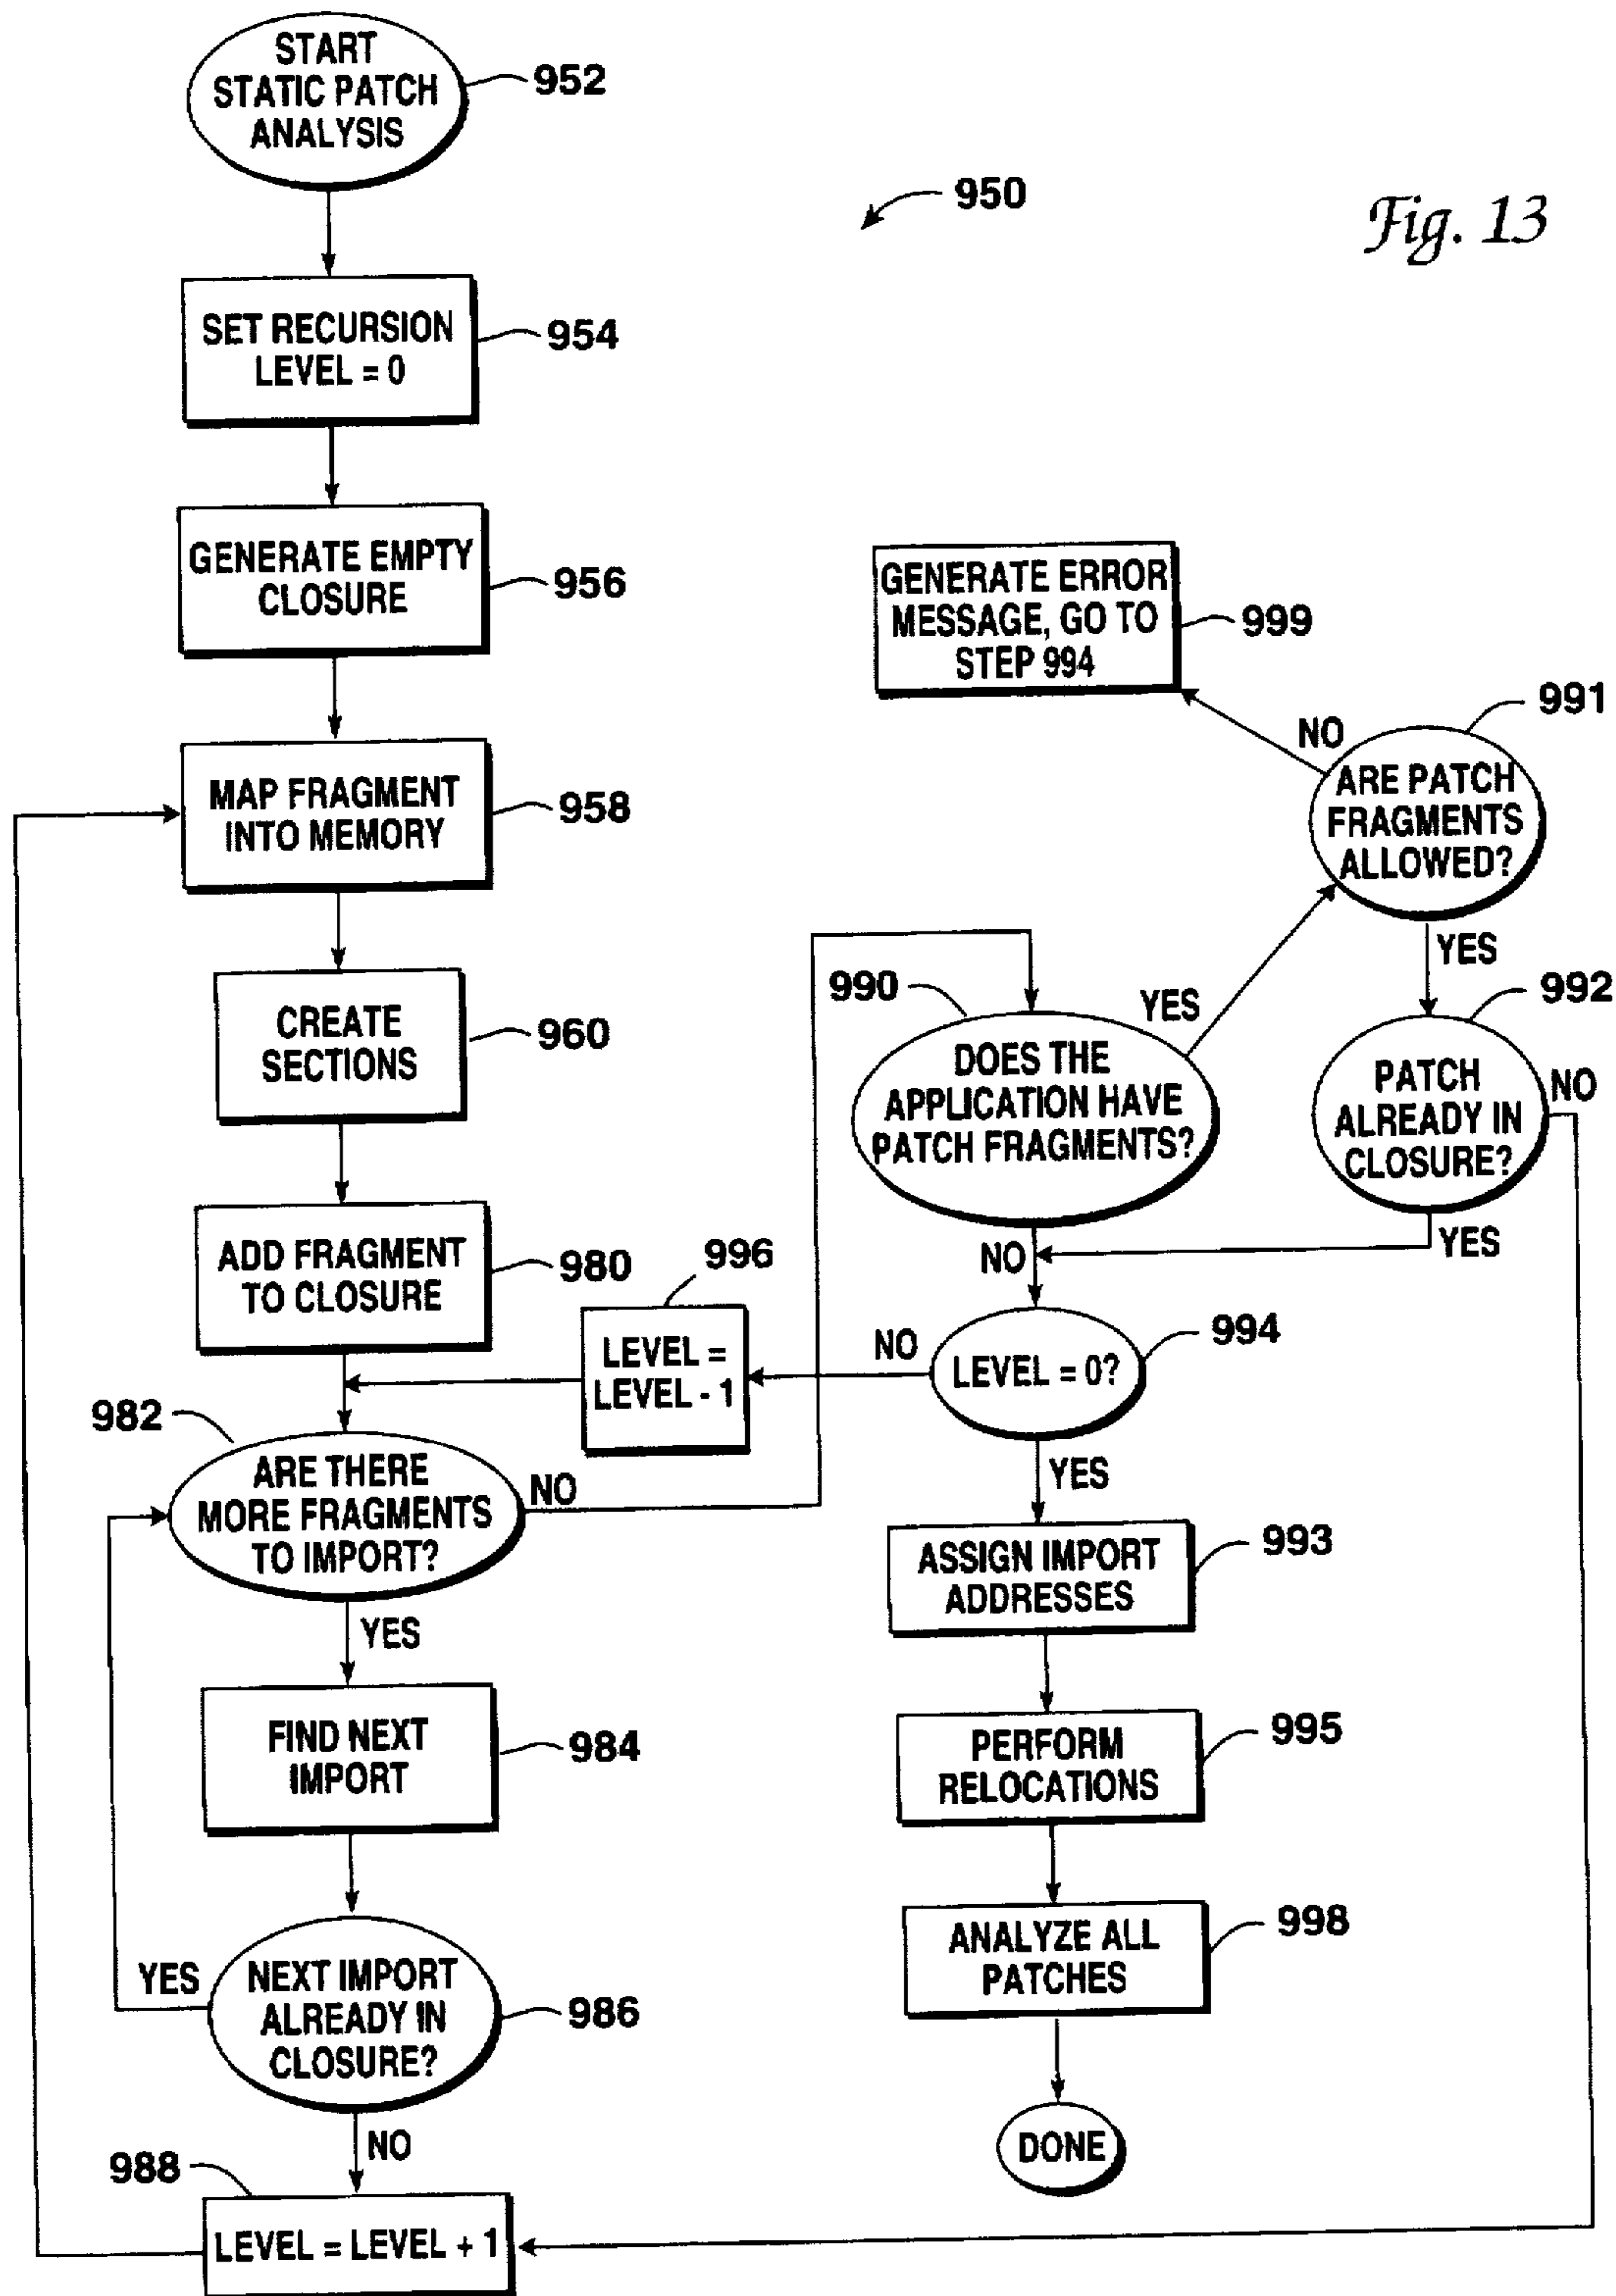 START
STATIC PATCH
ANALYSIS
952
950
Fig. 13
SET RECURSION
LEVEL = 0
954
GENERATE EMPTY
CLOSURE
956
GENERATE ERROR
MESSAGE, GO TO
STEP 994
999
MAP FRAGMENT
INTO MEMORY
958
NO
991
ARE PATCH
FRAGMENTS
ALLOWED?
YES
CREATE
SECTIONS
960
990
YES
DOES THE
APPLICATION HAVE
PATCH FRAGMENTS?
992
PATCH
ALREADY IN
CLOSURE?
NO
YES
NO
ADD FRAGMENT
TO CLOSURE
980
996
LEVEL =
LEVEL - 1
NO
LEVEL = 0?
994
YES
982
ARE THERE
MORE FRAGMENTS
TO IMPORT?
NO
YES
ASSIGN IMPORT
ADDRESSES
993
FIND NEXT
IMPORT
984
PERFORM
RELOCATIONS
995
YES
NEXT IMPORT
ALREADY IN
CLOSURE?
986
NO
ANALYZE ALL
PATCHES
998
DONE
988
LEVEL = LEVEL + 1